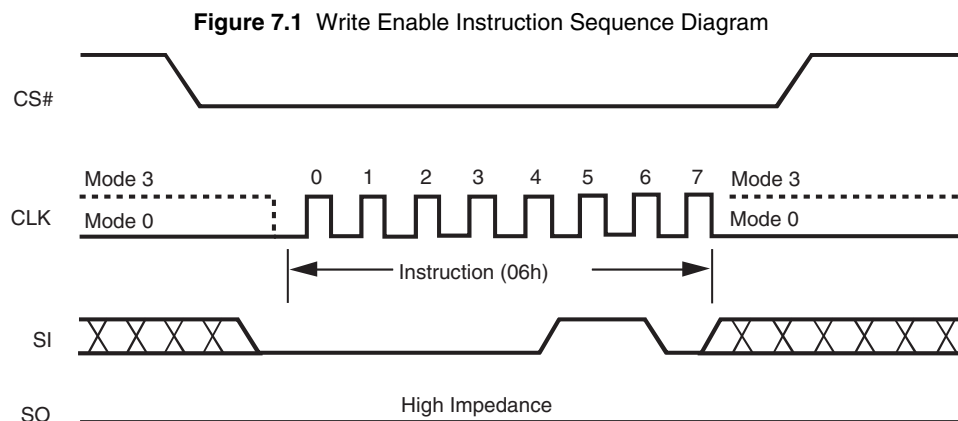 Figure 7.1 Write Enable Instruction Sequence Diagram
CS#
Mode 3
0 1 2 3 4 5 6 7
Mode 3
CLK
Mode 0
Mode 0
Instruction (06h)
SI
High Impedance
SO